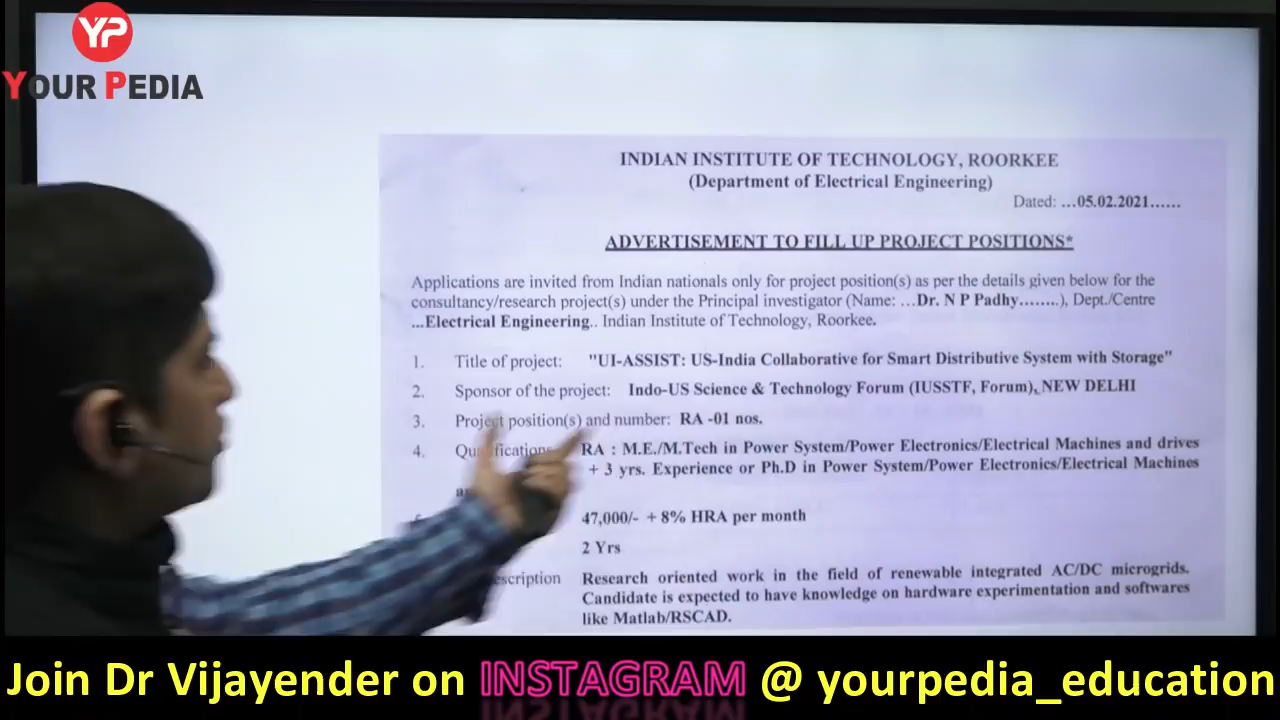 YP
YOUR PEDIA
INDIAN INSTITUTE OF TECHNOLOGY, ROORKEE
(Department of Electrical Engineering)
Dated: ...05.02.2021......
ADVERTISEMENT TO FILL UP PROJECT POSITIONS*
Applications are invited from Indian nationals only for project position(s) as per the details given below for the
consultancy/research project(s) under the Principal investigator (Name: ...Dr. N P Padhy........), Dept./Centre
...Electrical Engineering.. Indian Institute of Technology, Roorkee.
1. Title of project: "UI-ASSIST: US-India Collaborative for Smart Distributive System with Storage"
2. Sponsor of the project: Indo-US Science & Technology Forum (IUSSTF, Forum), NEW DELHI
3. Project position(s) and number: RA -01 nos.
4. RA : M.E./M.Tech in Power System/Power Electronics/Electrical Machines and drives
+ 3 yrs. Experience or Ph.D in Power System/Power Electronics/Electrical Machines
47,000/- + 8% HRA per month
2 Yrs
Research oriented work in the field of renewable integrated AC/DC microgrids.
Candidate is expected to have knowledge on hardware experimentation and softwares
like Matlab/RSCAD.
Join Dr Vijayender on INSTAGRAM @ yourpedia_education